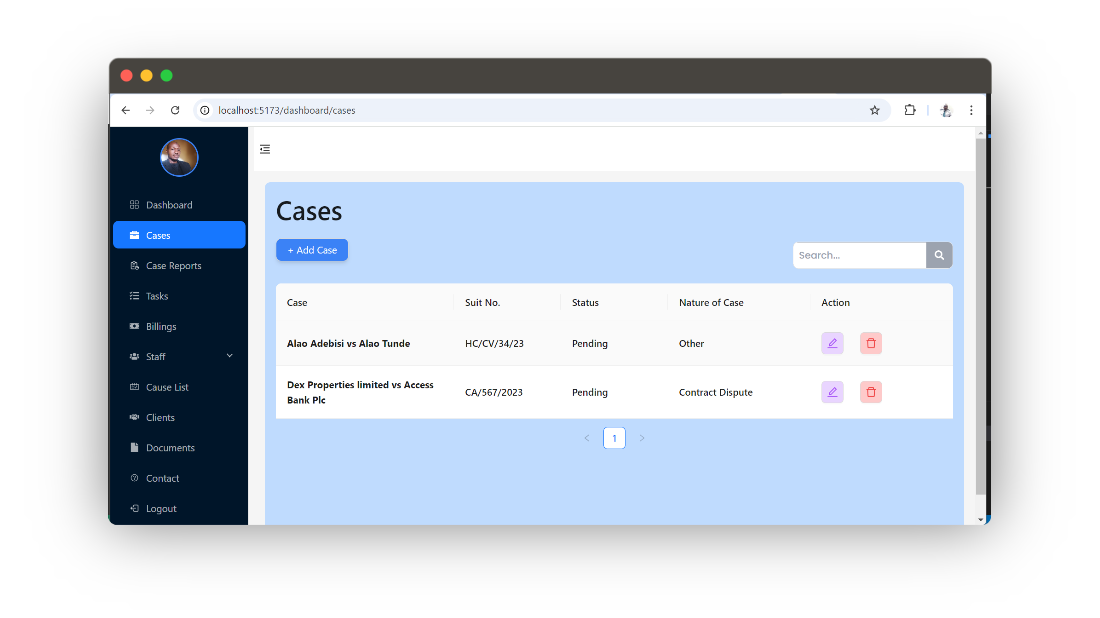 localhost:5173/dashboard/cases
Dashboard
Cases
Case Reports
Tasks
Billings
Staff
Cause List
Clients
Documents
Contact
Logout
Cases
+ Add Case
Search...
Case Suit No. Status Nature of Case Action
Alao Adebisi vs Alao Tunde HC/CV/34/23 Pending Other
Dex Properties limited vs Access
Bank Plc CA/567/2023 Pending Contract Dispute
1